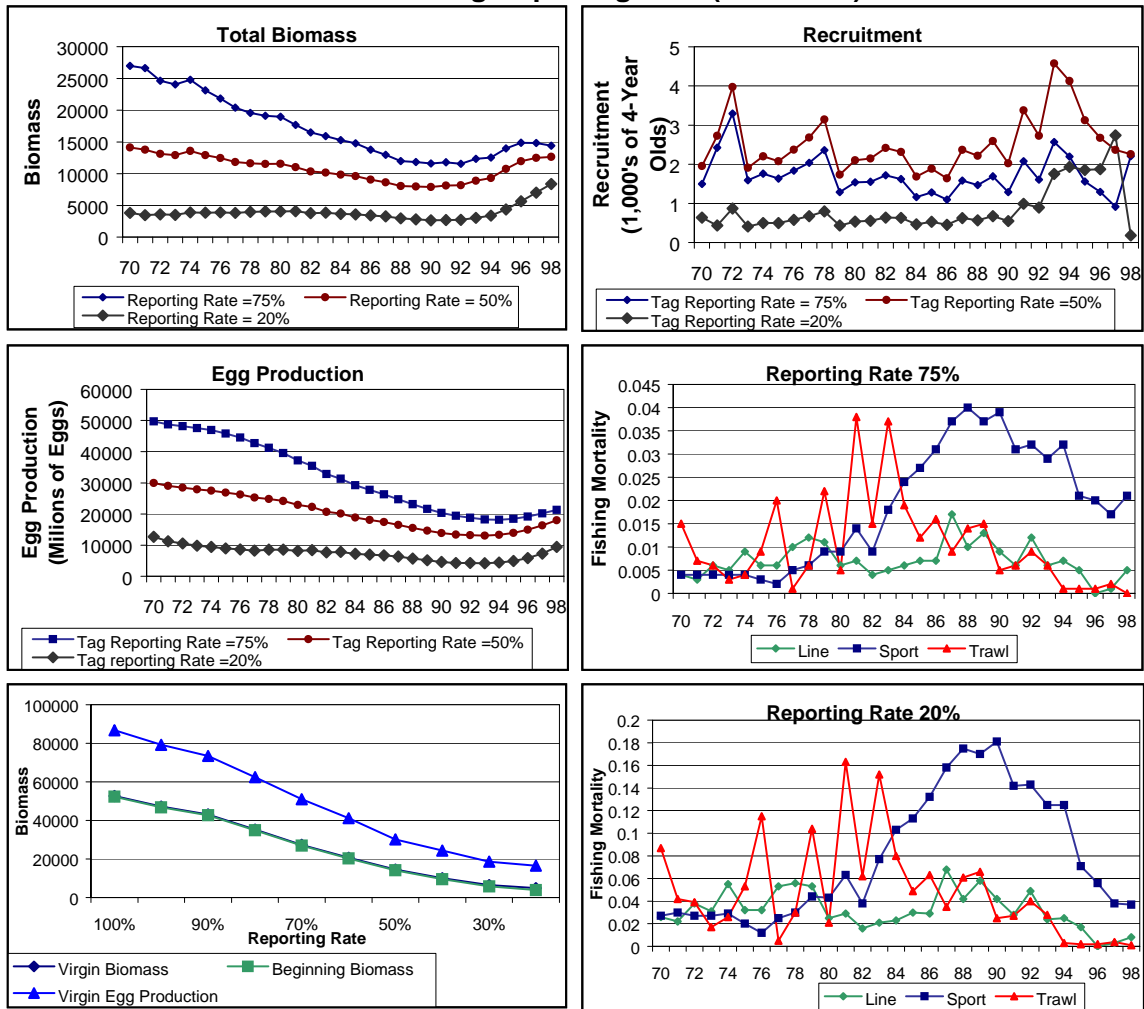 Total Biomass
Biomass
30000
25000
20000
15000
10000
5000
0
70 72 74 76 78 80 82 84 86 88 90 92 94 96 98
Reporting Rate =75%
Reporting Rate = 50%
Reporting Rate = 20%
Recruitment
Recruitment
(1,000's of 4-Year
Olds)
5
4
3
2
1
0
70 72 74 76 78 80 82 84 86 88 90 92 94 96 98
Tag Reporting Rate = 75%
Tag Reporting Rate =50%
Tag Reporting Rate =20%
Egg Production
Egg Production
(Miilions of Eggs)
60000
50000
40000
30000
20000
10000
0
70 72 74 76 78 80 82 84 86 88 90 92 94 96 98
Tag Reporting Rate =75%
Tag Reporting Rate =50%
Tag reporting Rate =20%
Reporting Rate 75%
Fishing Mortality
0.045
0.04
0.035
0.03
0.025
0.02
0.015
0.01
0.005
0
70 72 74 76 78 80 82 84 86 88 90 92 94 96 98
Line Sport Trawl
Biomass
100000
80000
60000
40000
20000
0
100% 90% 70% 50% 30%
Reporting Rate
Virgin Biomass
Beginning Biomass
Virgin Egg Production
Reporting Rate 20%
Fishing Mortality
0.2
0.18
0.16
0.14
0.12
0.1
0.08
0.06
0.04
0.02
0
70 72 74 76 78 80 82 84 86 88 90 92 94 96 98
Line Sport Trawl